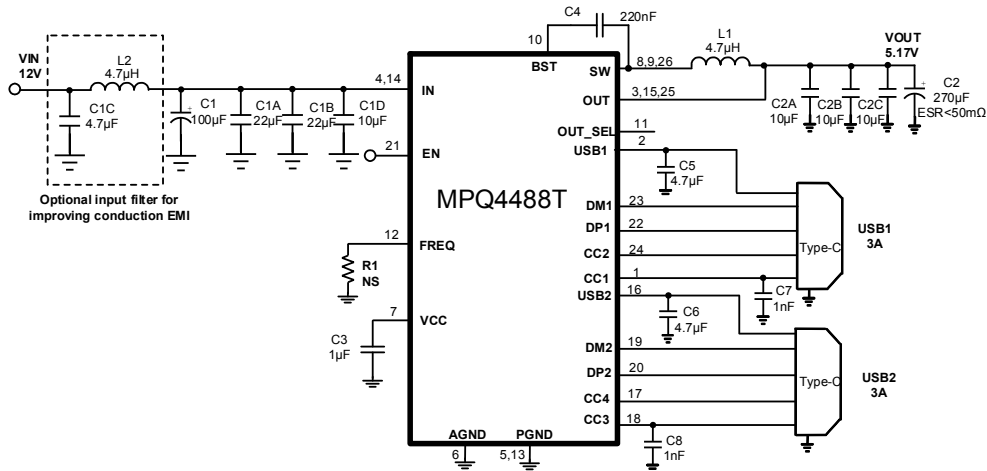 VIN
12V
L2
4.7µH
C1C
4.7µF
Optional input filter for
improving conduction EMI
C1
100µF
C1A
22µF
C1B
22µF
C1D
10µF
4,14
IN
21
EN
12
FREQ
R1
NS
7
VCC
C3
1µF
MPQ4488T
AGND
6
PGND
5,13
10
BST
C4
220nF
SW
8,9,26
L1
4.7µH
VOUT
5.17V
OUT
3,15,25
C2A
10µF
C2B
10µF
C2C
10µF
C2
270µF
ESR<50mΩ
OUT_SEL
11
USB1
2
C5
4.7µF
DM1
23
DP1
22
CC2
24
CC1
1
C7
1nF
Type-C
USB1
3A
USB2
16
C6
4.7µF
DM2
19
DP2
20
CC4
17
CC3
18
C8
1nF
Type-C
USB2
3A